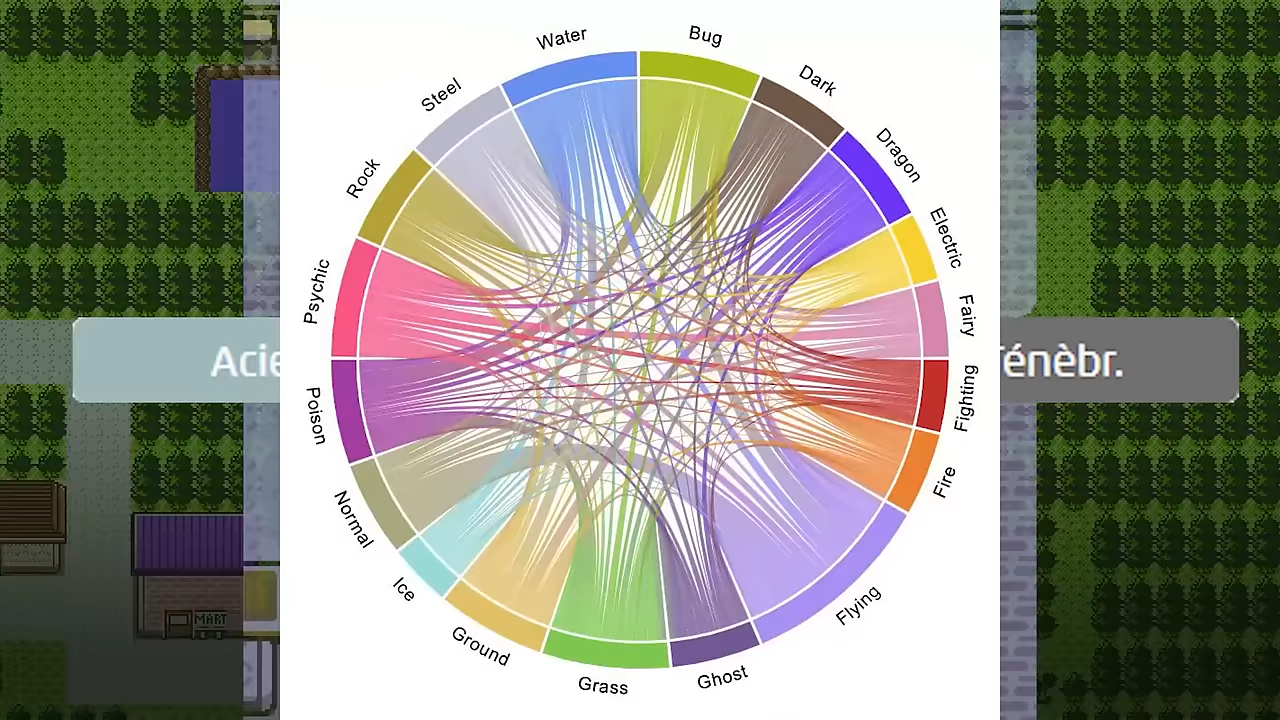 Water
Bug
Steel
Dark
Rock
Dragon
Psychic
Electric
Fairy
Acie
Ténèbr.
Poison
Fighting
Normal
Fire
Ice
Flying
Ground
Grass
Ghost
MART